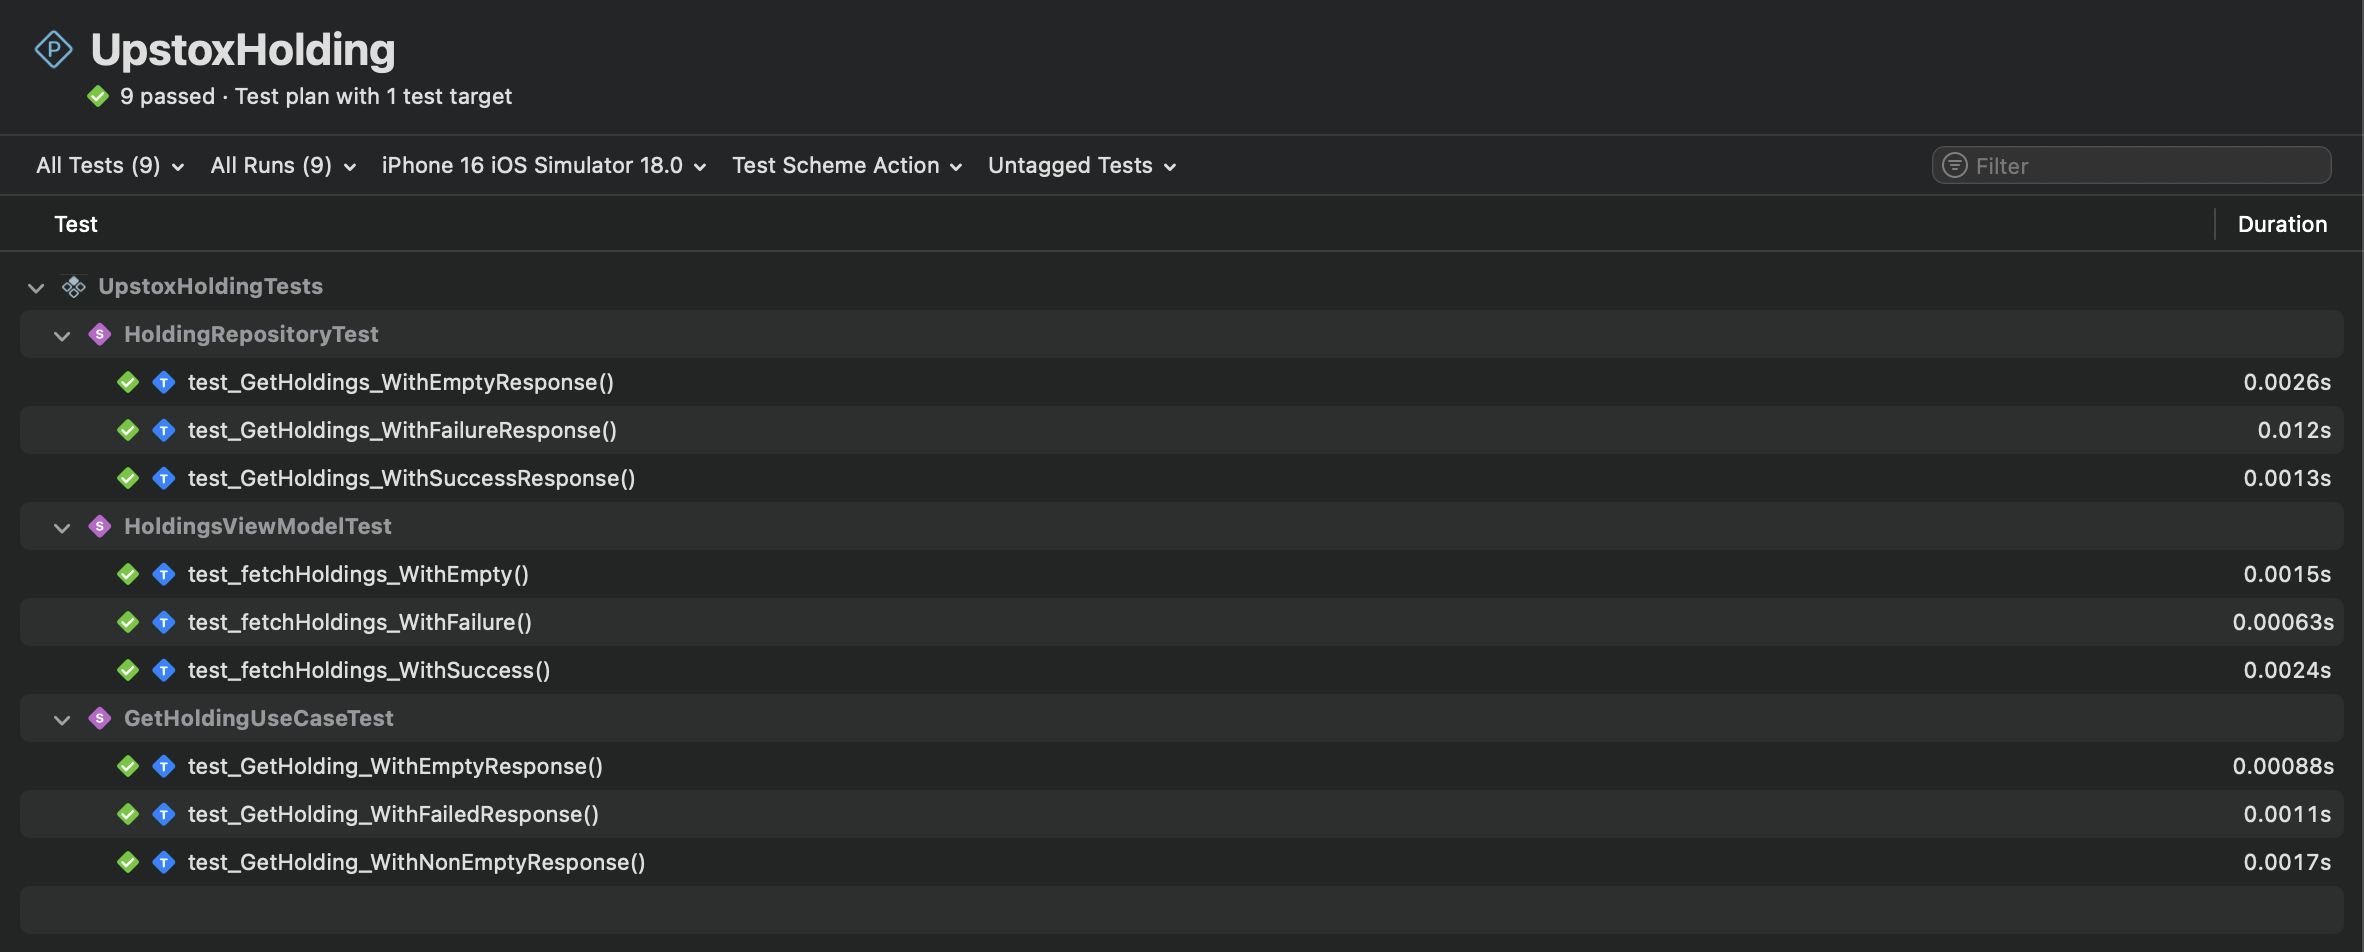 UpstoxHolding
9 passed · Test plan with 1 test target
All Tests (9) All Runs (9) iPhone 16 iOS Simulator 18.0 Test Scheme Action Untagged Tests Filter
Test Duration
UpstoxHoldingTests
S HoldingRepositoryTest
T test_GetHoldings_WithEmptyResponse() 0.0026s
T test_GetHoldings_WithFailureResponse() 0.012s
T test_GetHoldings_WithSuccessResponse() 0.0013s
S HoldingsViewModelTest
T test_fetchHoldings_WithEmpty() 0.0015s
T test_fetchHoldings_WithFailure() 0.00063s
T test_fetchHoldings_WithSuccess() 0.0024s
S GetHoldingUseCaseTest
T test_GetHolding_WithEmptyResponse() 0.00088s
T test_GetHolding_WithFailedResponse() 0.0011s
T test_GetHolding_WithNonEmptyResponse() 0.0017s